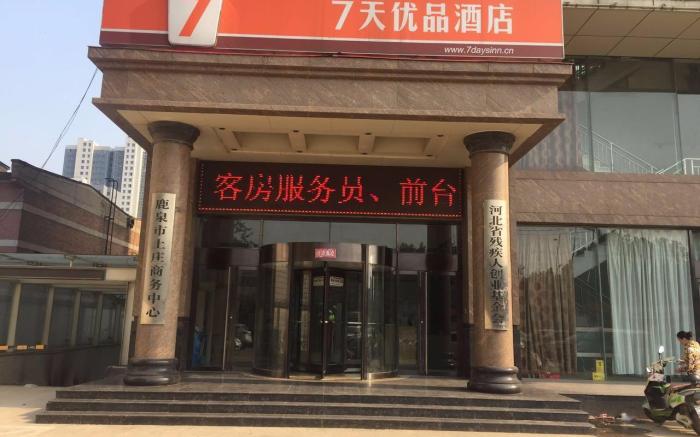 7
7天优品酒店
www.7daysinn.cn
客房服务员、前台
鹿泉市上庄商务中心
河北省残疾人创业基金会